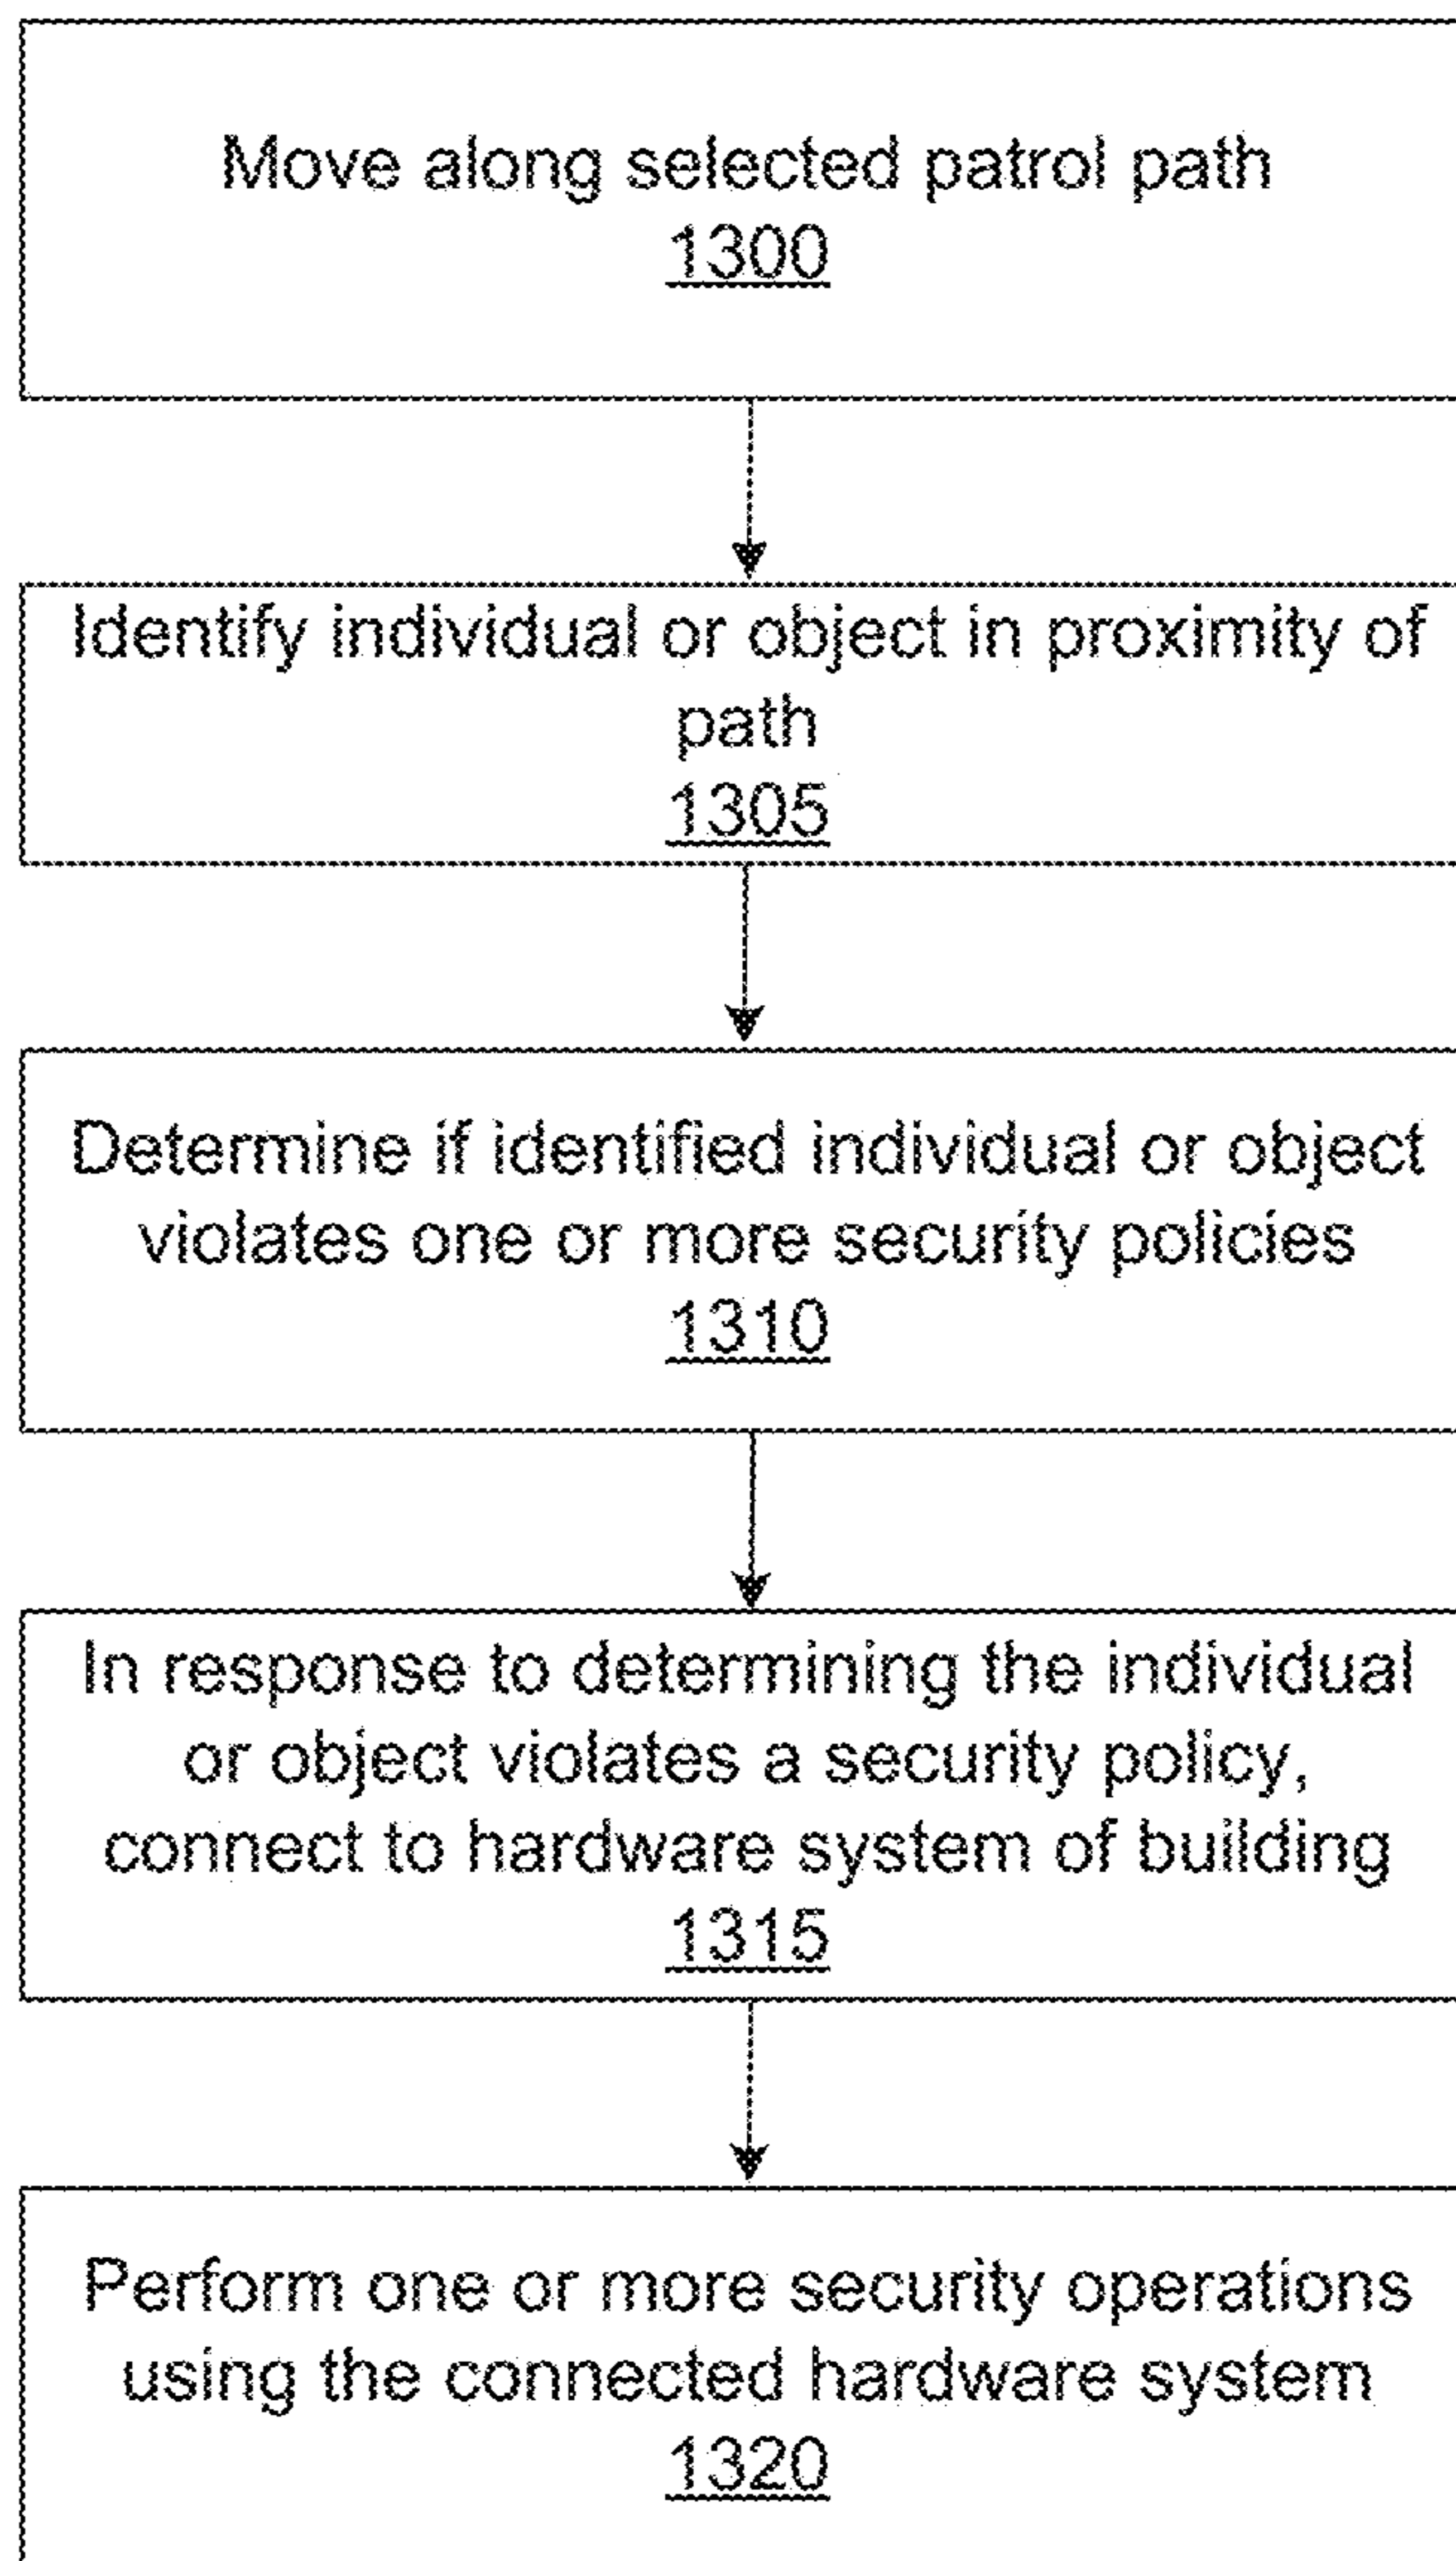 Move along selected patrol path
1300
Identify individual or object in proximity of
path
1305
Determine if identified individual or object
violates one or more security policies
1310
In response to determining the individual
or object violates a security policy,
connect to hardware system of building
1315
Perform one or more security operations
using the connected hardware system
1320